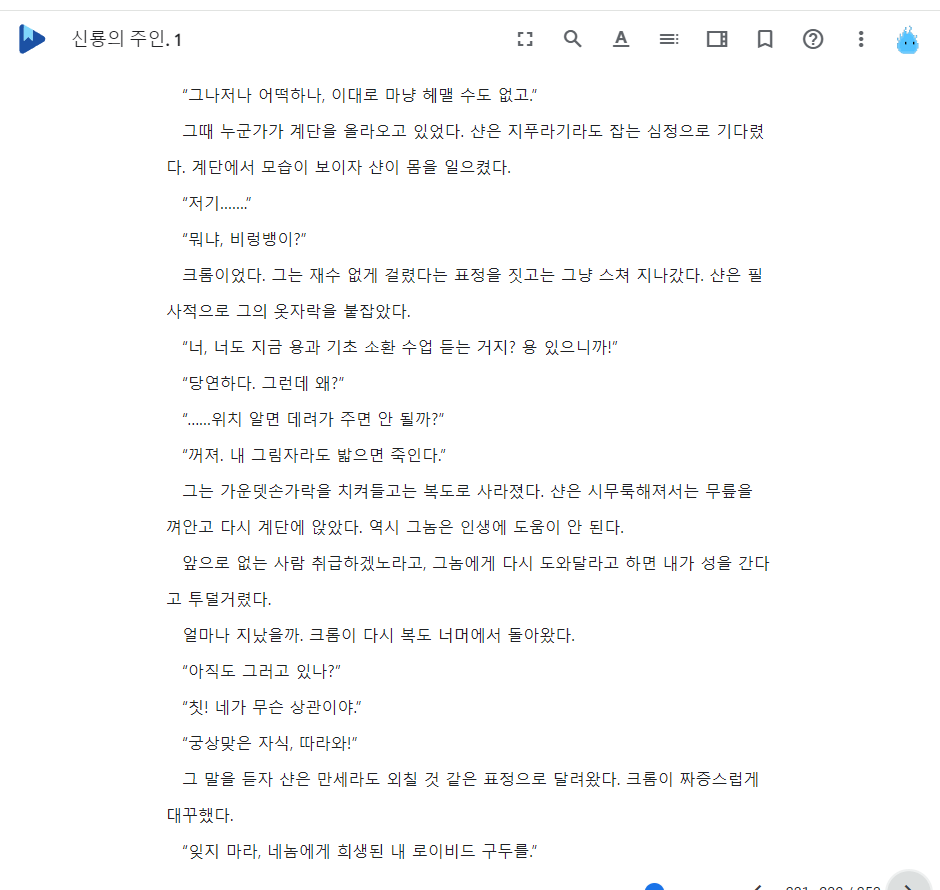 신룡의 주인. 1
“그나저나 어떡하나, 이대로 마냥 헤맬 수도 없고.”
그때 누군가가 계단을 올라오고 있었다. 샨은 지푸라기라도 잡는 심정으로 기다렸
다. 계단에서 모습이 보이자 샨이 몸을 일으켰다.
“저기…….”
“뭐냐, 비렁뱅이?”
크롬이었다. 그는 재수 없게 걸렸다는 표정을 짓고는 그냥 스쳐 지나갔다. 샨은 필
사적으로 그의 옷자락을 붙잡았다.
“너, 너도 지금 용과 기초 소환 수업 듣는 거지? 용 있으니까!”
“당연하다. 그런데 왜?”
“……위치 알면 데려가 주면 안 될까?”
“꺼져. 내 그림자라도 밟으면 죽인다.”
그는 가운뎃손가락을 치켜들고는 복도로 사라졌다. 샨은 시무룩해져서는 무릎을
껴안고 다시 계단에 앉았다. 역시 그놈은 인생에 도움이 안 된다.
앞으로 없는 사람 취급하겠노라고, 그놈에게 다시 도와달라고 하면 내가 성을 간다
고 투덜거렸다.
얼마나 지났을까. 크롬이 다시 복도 너머에서 돌아왔다.
“아직도 그러고 있나?”
“칫! 네가 무슨 상관이야.”
“궁상맞은 자식, 따라와!”
그 말을 듣자 샨은 만세라도 외칠 것 같은 표정으로 달려왔다. 크롬이 짜증스럽게
대꾸했다.
“잊지 마라, 네놈에게 희생된 내 로이비드 구두를.”